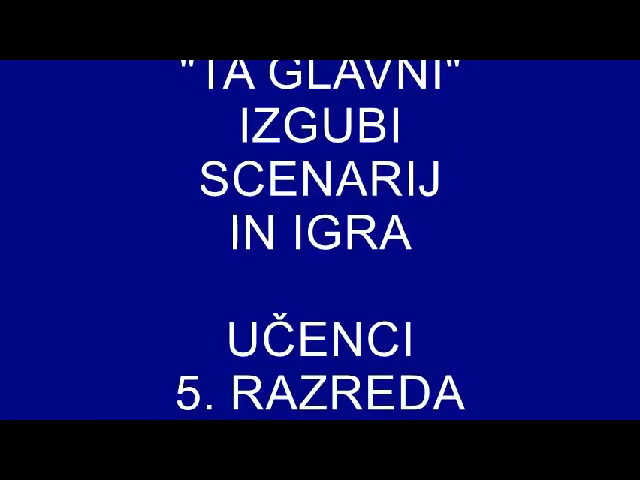 "TA GLAVNI"
IZGUBI
SCENARIJ
IN IGRA
UČENCI
5. RAZREDA